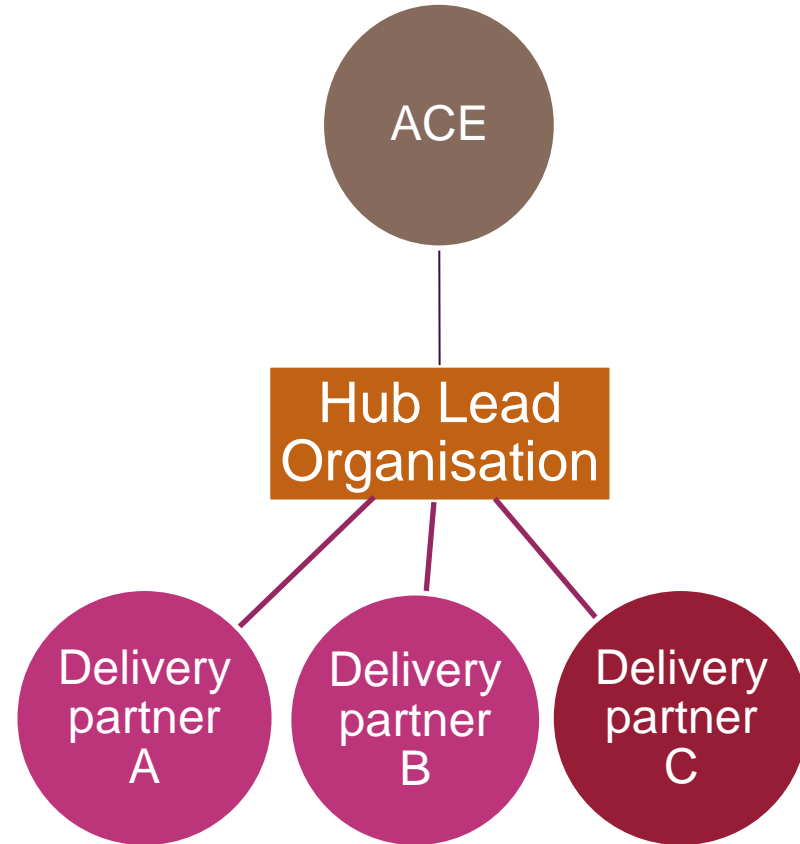 ACE
Hub Lead
Organisation
Delivery
partner
A
Delivery
partner
B
Delivery
partner
C